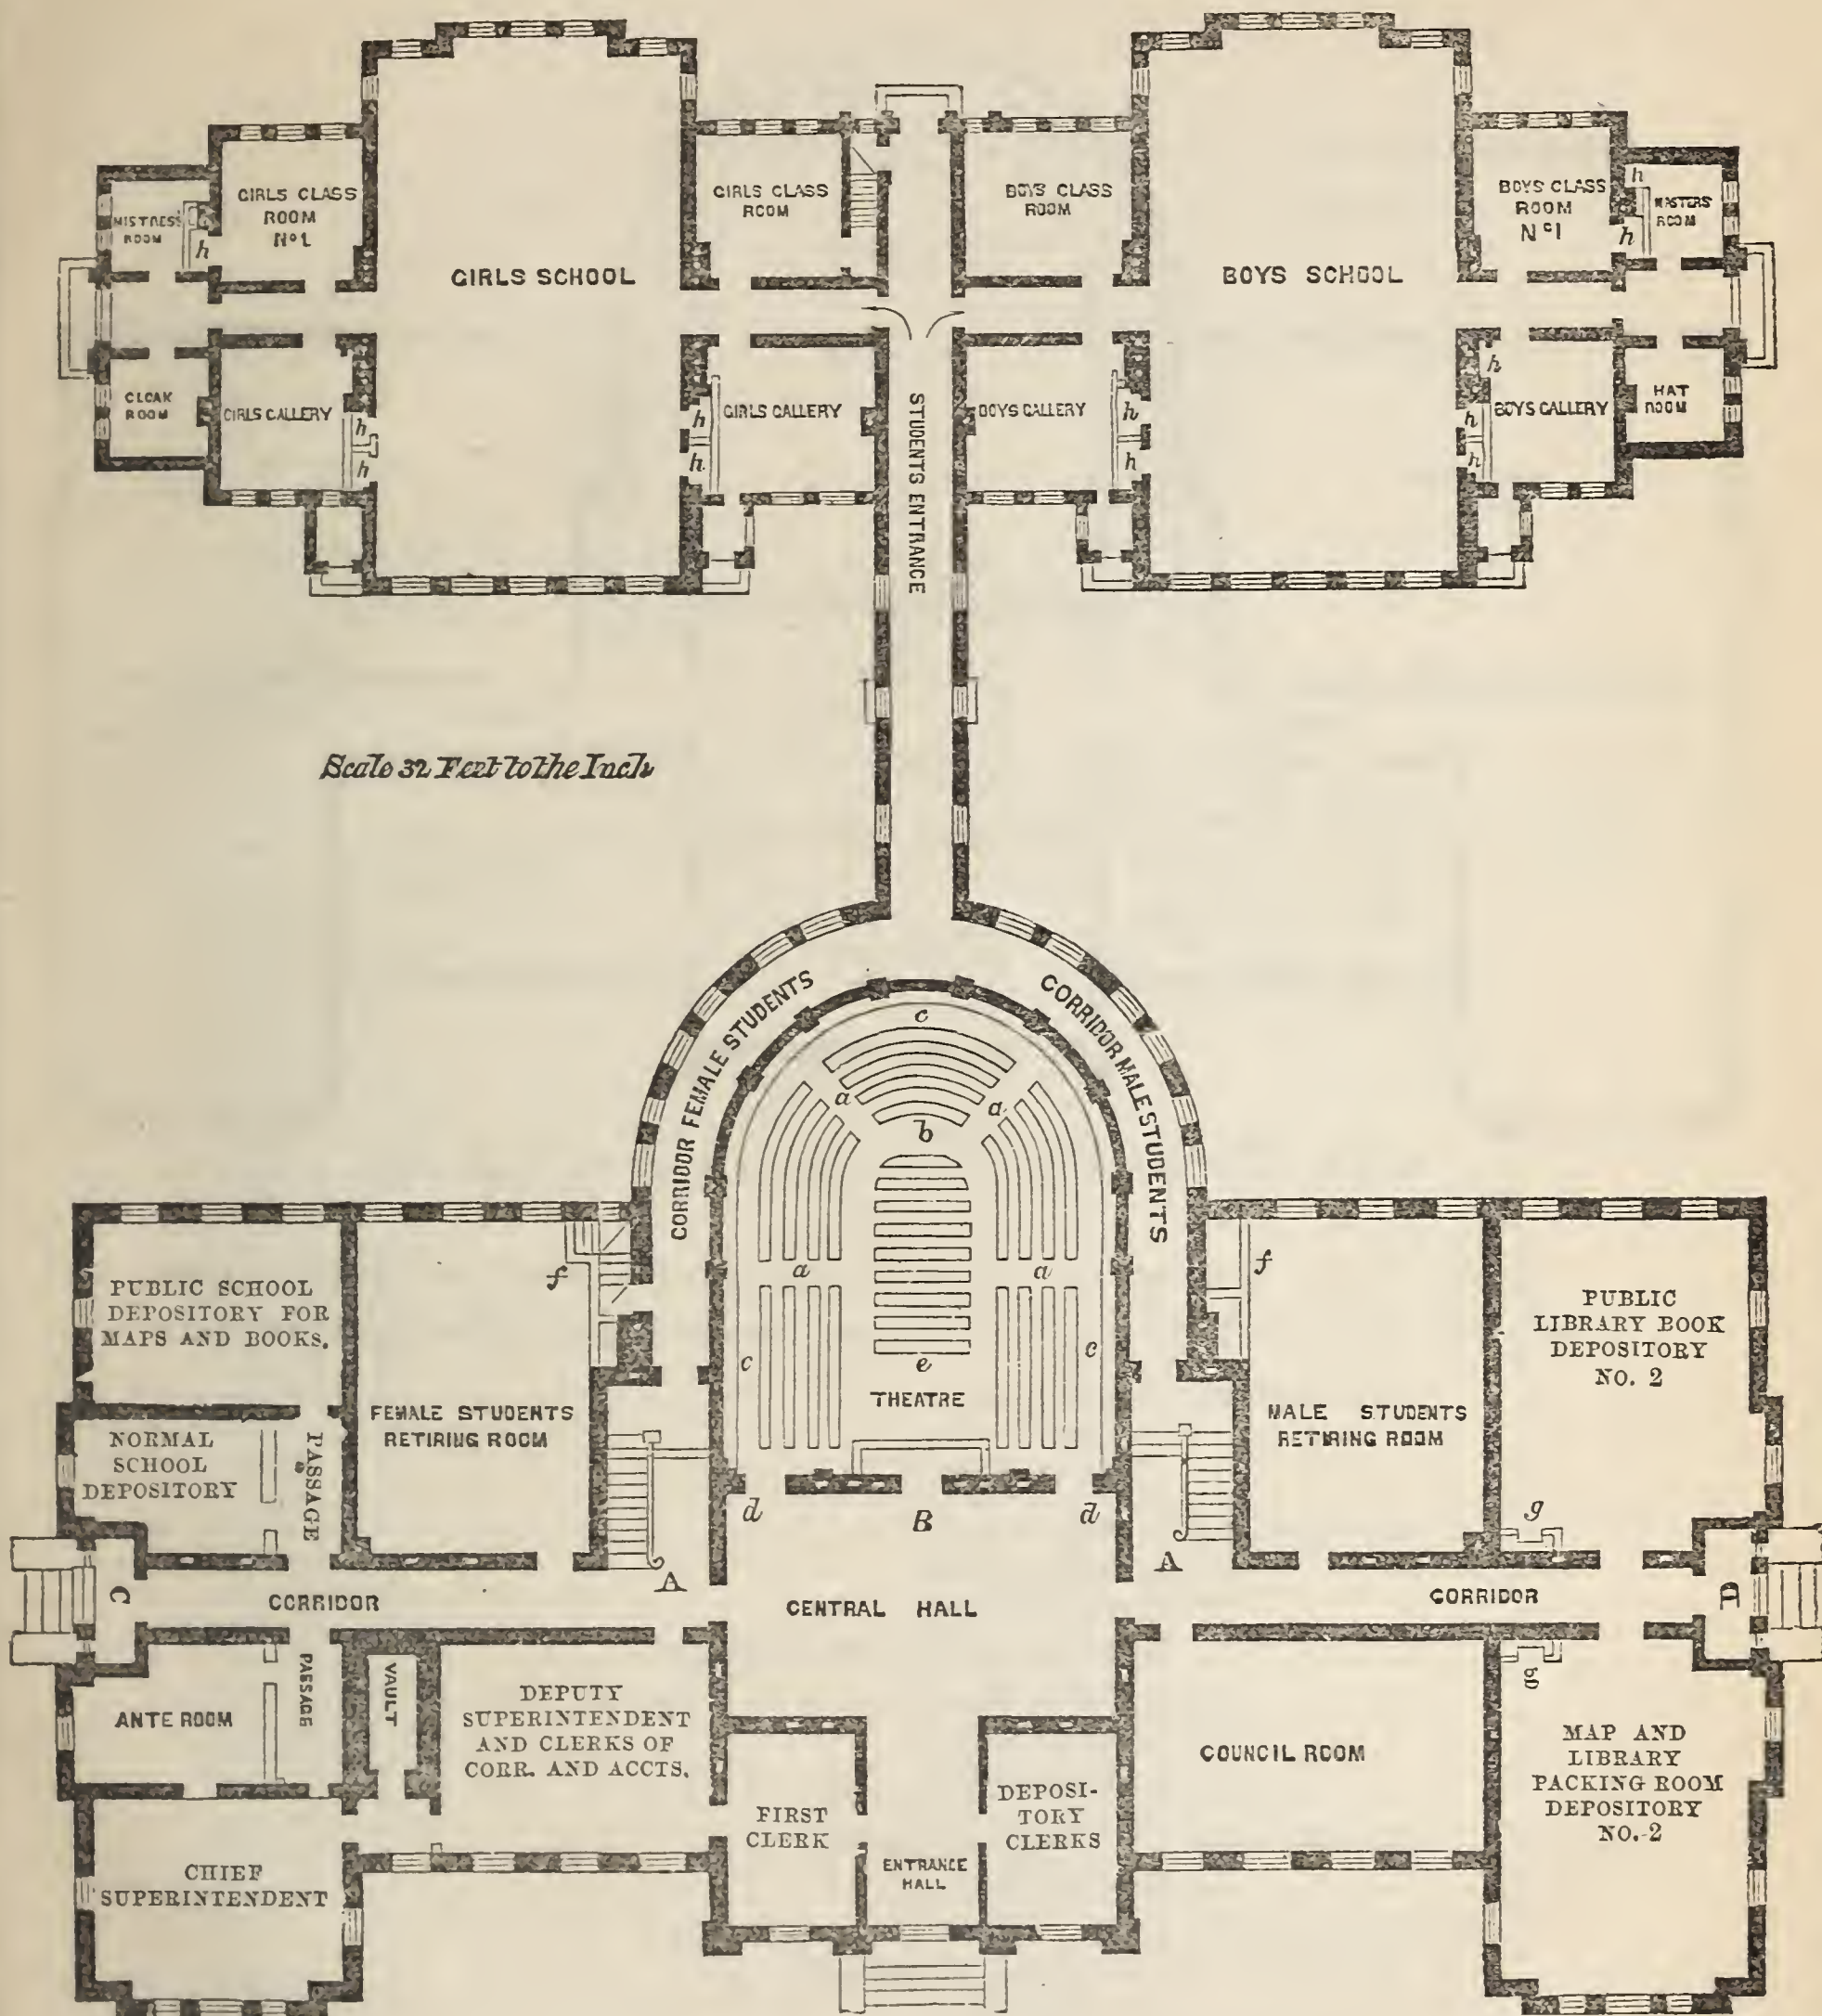 GIRLS CLASS
ROOM
No 1
MISTRESS
ROOM
h
GIRLS SCHOOL
GIRLS CLASS
ROOM
BOYS CLASS
ROOM
BOYS SCHOOL
BOYS CLASS
ROOM
No 1
h
h
MASTERS
ROOM
CLOAK
ROOM
GIRLS GALLERY
h
h
h
h
GIRLS GALLERY
STUDENTS ENTRANCE
BOYS GALLERY
h
h
h
h
h
BOYS GALLERY
HAT
ROOM
Scale 32 Feet to the Inch
CORRIDOR FEMALE STUDENTS
CORRIDOR MALE STUDENTS
c
a
a
b
a
a
c
c
e
THEATRE
f
f
PUBLIC SCHOOL
DEPOSITORY FOR
MAPS AND BOOKS.
PUBLIC
LIBRARY BOOK
DEPOSITORY
NO. 2
FEMALE STUDENTS
RETIRING ROOM
MALE STUDENTS
RETIRING ROOM
NORMAL
SCHOOL
DEPOSITORY
PASSAGE
d
B
d
g
A
A
C
CORRIDOR
CENTRAL HALL
CORRIDOR
D
ANTE ROOM
PASSAGE
VAULT
DEPUTY
SUPERINTENDENT
AND CLERKS OF
CORR. AND ACCTS.
g
COUNCIL ROOM
MAP AND
LIBRARY
PACKING ROOM
DEPOSITORY
NO.-2
FIRST
CLERK
DEPOSI-
TORY
CLERKS
ENTRANCE
HALL
CHIEF
SUPERINTENDENT